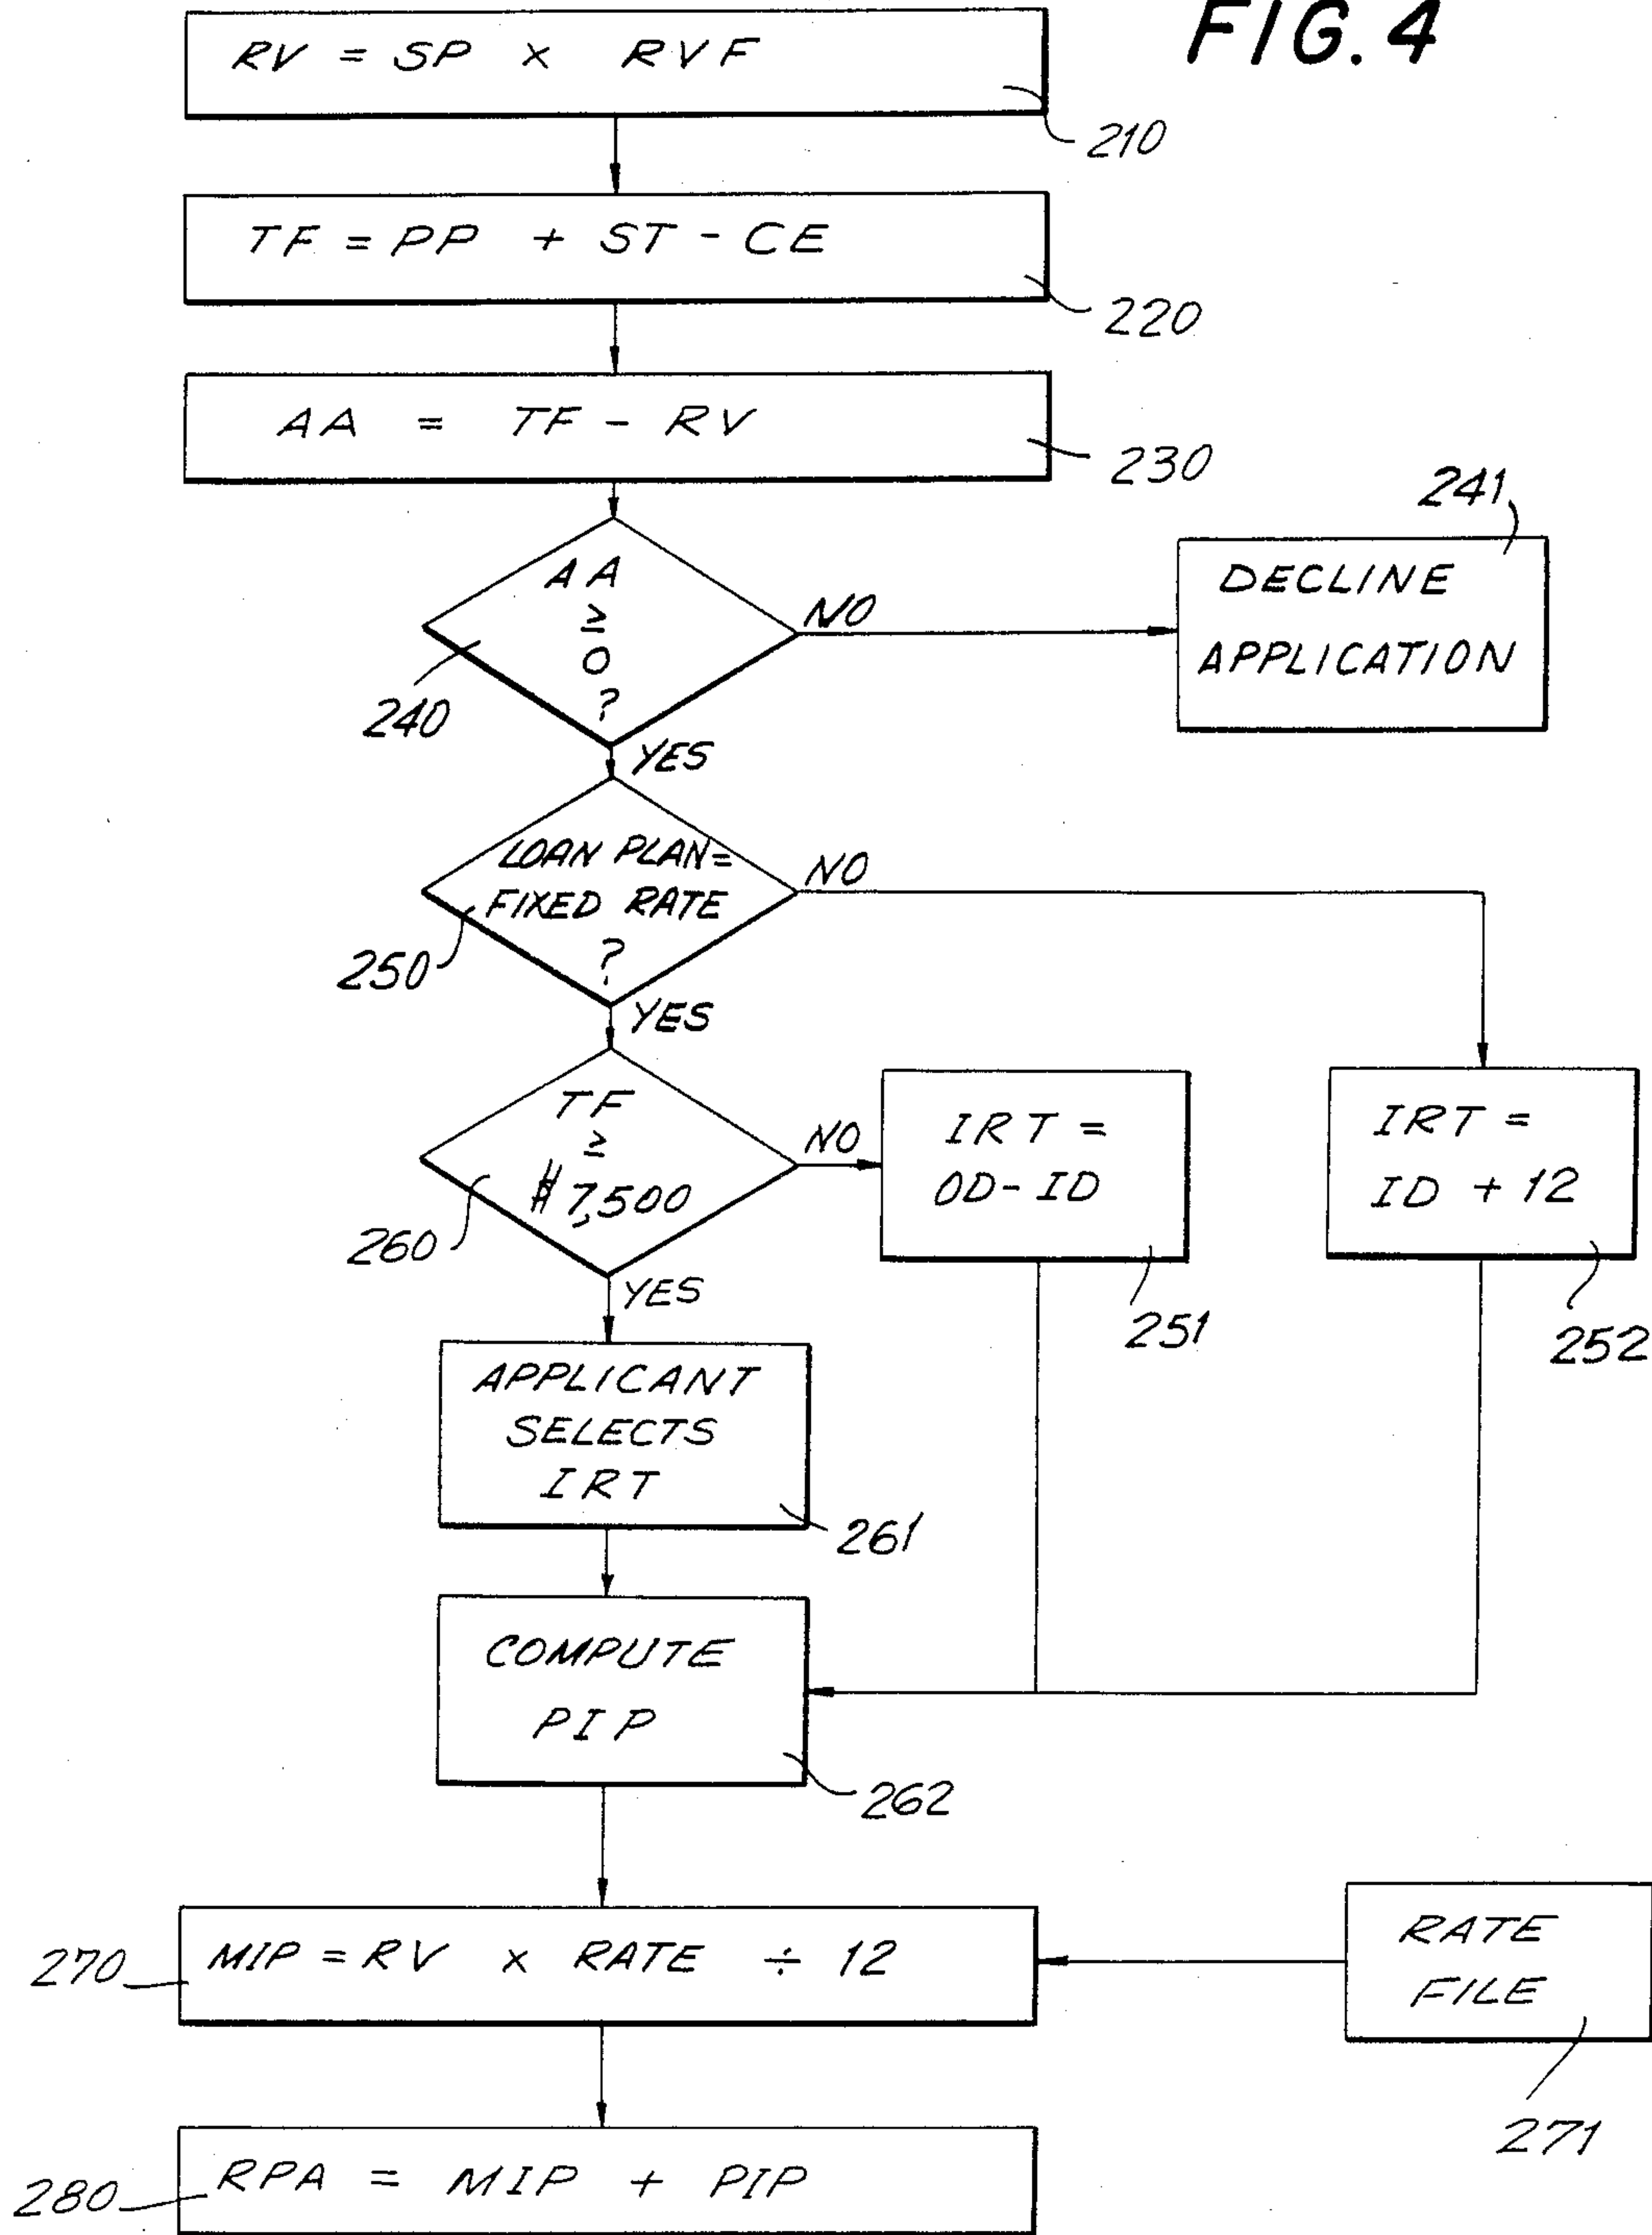 FIG. 4
RV = SP x RVF
210
TF = PP + ST - CE
220
AA = TF - RV
230
241
DECLINE
APPLICATION
AA
≥
0
?
NO
240
YES
LOAN PLAN =
FIXED RATE
?
NO
250
YES
TF
≥
$7,500
NO
260
YES
IRT =
OD - ID
251
IRT =
ID + 12
252
APPLICANT
SELECTS
IRT
261
COMPUTE
PIP
262
270
MIP = RV x RATE ÷ 12
RATE
FILE
271
280
RPA = MIP + PIP